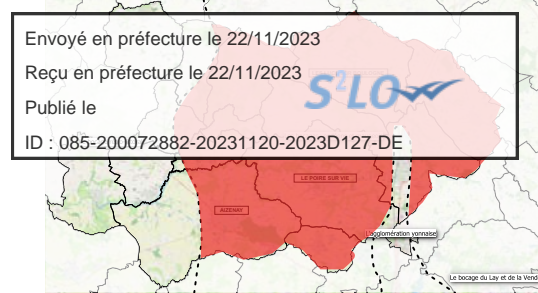 Envoyé en préfecture le 22/11/2023
Reçu en préfecture le 22/11/2023
S²LO
Publié le
ID : 085-200072882-20231120-2023D127-DE
LE POIRE SUR VIE
AIZENAY
L'agglomération yonnaise
Le bocage du Lay et de la Vend